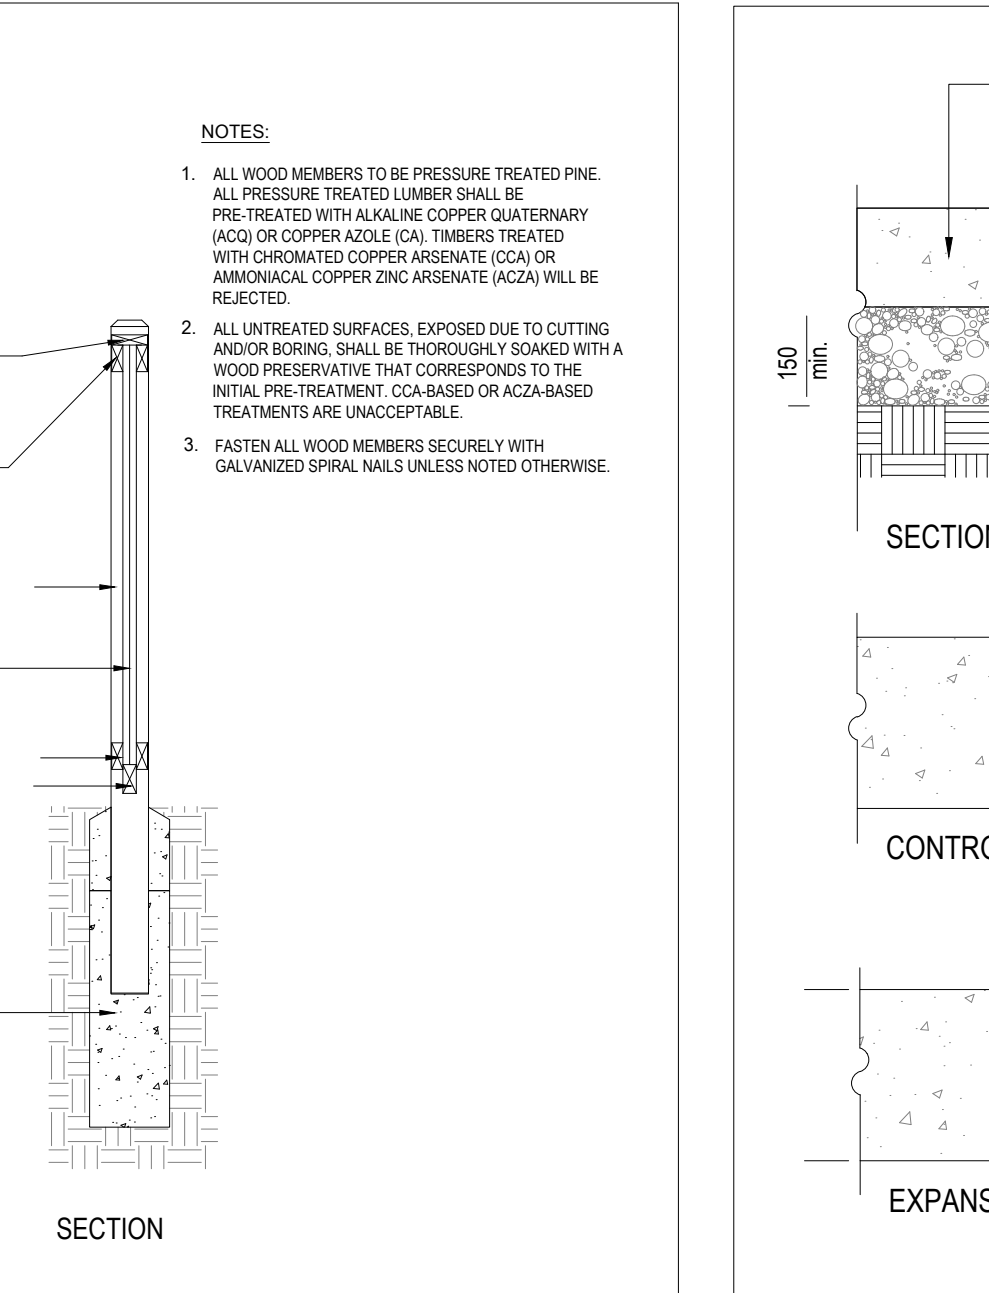 NOTES:
1. ALL WOOD MEMBERS TO BE PRESSURE TREATED PINE.
ALL PRESSURE TREATED LUMBER SHALL BE
PRE-TREATED WITH ALKALINE COPPER QUATERNARY
(ACQ) OR COPPER AZOLE (CA). TIMBERS TREATED
WITH CHROMATED COPPER ARSENATE (CCA) OR
AMMONIACAL COPPER ZINC ARSENATE (ACZA) WILL BE
REJECTED.
2. ALL UNTREATED SURFACES, EXPOSED DUE TO CUTTING
AND/OR BORING, SHALL BE THOROUGHLY SOAKED WITH A
WOOD PRESERVATIVE THAT CORRESPONDS TO THE
INITIAL PRE-TREATMENT. CCA-BASED OR ACZA-BASED
TREATMENTS ARE UNACCEPTABLE.
3. FASTEN ALL WOOD MEMBERS SECURELY WITH
GALVANIZED SPIRAL NAILS UNLESS NOTED OTHERWISE.
SECTION
150
min.
SECTION
CONTRO
EXPANS